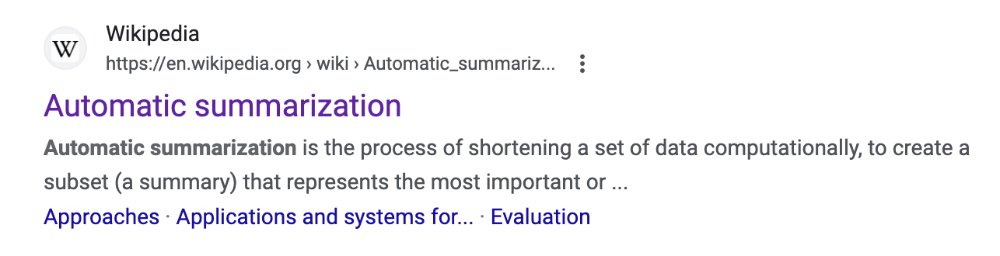 W
Wikipedia
https://en.wikipedia.org › wiki › Automatic_summariz...
Automatic summarization
Automatic summarization is the process of shortening a set of data computationally, to create a
subset (a summary) that represents the most important or ...
Approaches · Applications and systems for... · Evaluation